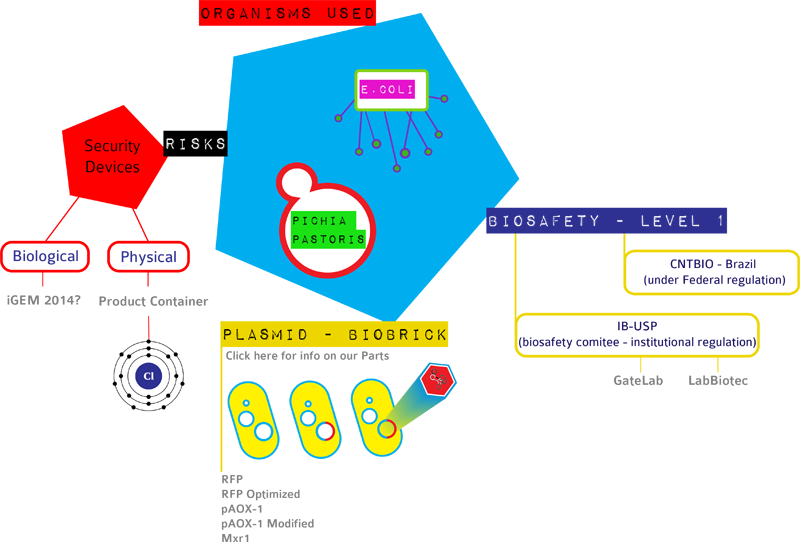 ORGANISMS USED
E.COLI
Security
Devices
RISKS
PICHIA
PASTORIS
BIOSAFETY - LEVEL 1
Biological
Physical
CNTBIO - Brazil
(under Federal regulation)
iGEM 2014?
Product Container
IB-USP
(biosafety comitee - institutional regulation)
PLASMID - BIOBRICK
Click here for info on our Parts
Cl
GateLab
LabBiotec
RFP
RFP Optimized
pAOX-1
pAOX-1 Modified
Mxr1